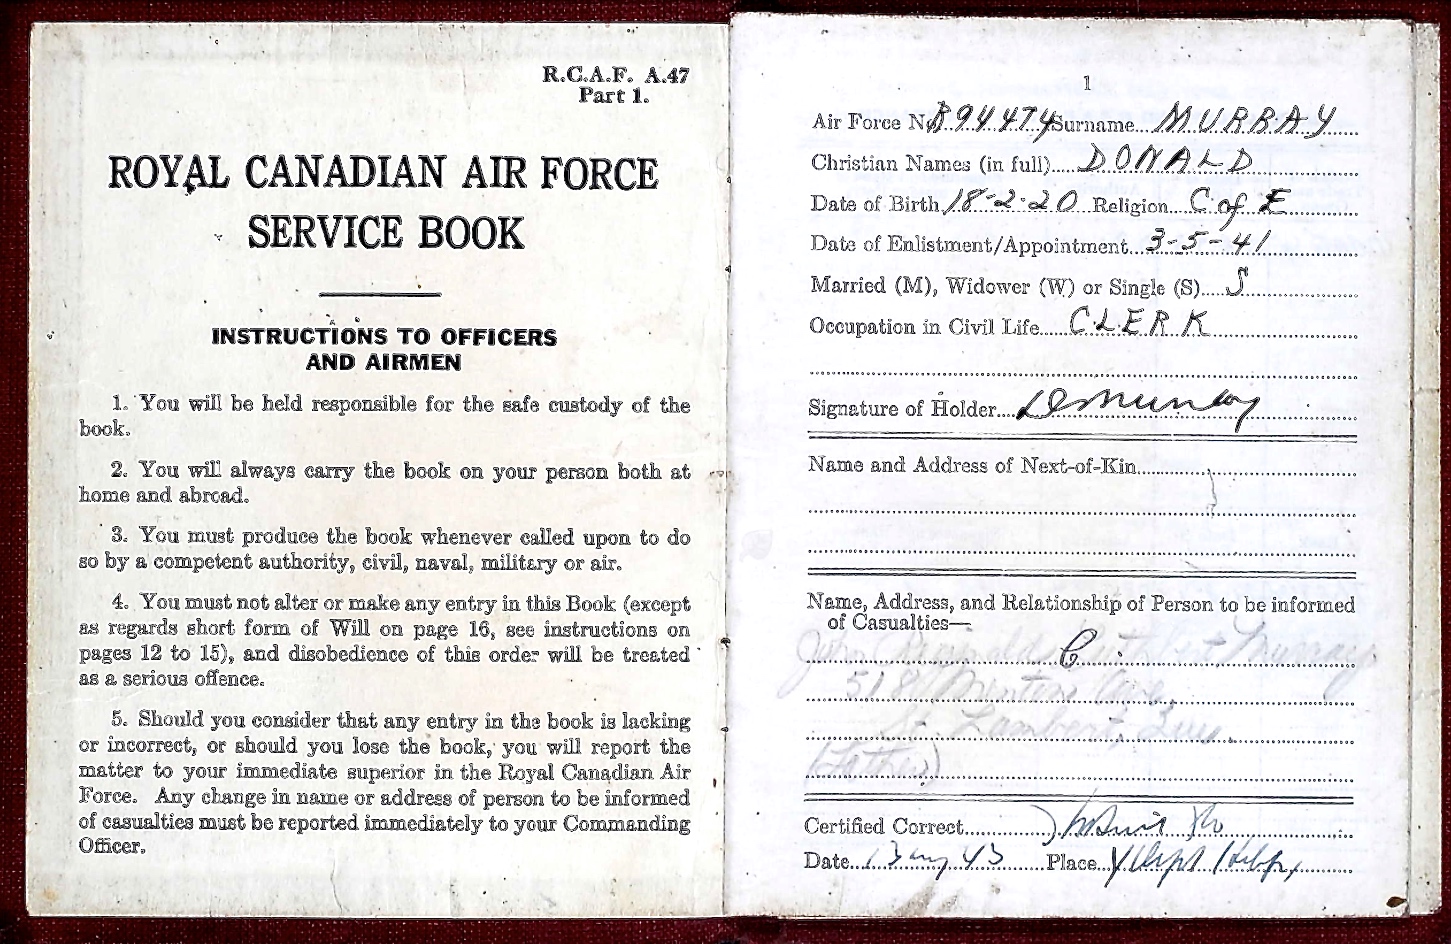 R.C.A.F. A.47
Part 1.
ROYAL CANADIAN AIR FORCE
SERVICE BOOK
INSTRUCTIONS TO OFFICERS
AND AIRMEN
1. You will be held responsible for the safe custody of the
book.
2. You will always carry the book on your person both at
home and abroad.
3. You must produce the book whenever called upon to do
so by a competent authority, civil, naval, military or air.
4. You must not alter or make any entry in this Book (except
as regards short form of Will on page 16, see instructions on
pages 12 to 15), and disobedience of this order will be treated
as a serious offence.
5. Should you consider that any entry in the book is lacking
or incorrect, or should you lose the book, you will report the
matter to your immediate superior in the Royal Canadian Air
Force. Any change in name or address of person to be informed
of casualties must be reported immediately to your Commanding
Officer.
1
Air Force No. R94474 Surname MURRAY
Christian Names (in full) DONALD
Date of Birth 18-2-20 Religion C of E
Date of Enlistment/Appointment 3-5-41
Married (M), Widower (W) or Single (S) S
Occupation in Civil Life CLERK
Signature of Holder D Murray
Name and Address of Next-of-Kin
Name, Address, and Relationship of Person to be informed
of Casualties—
John Murray
518 Ave.
St. Lambert, Que.
(Father)
Certified Correct
Date 43 Place